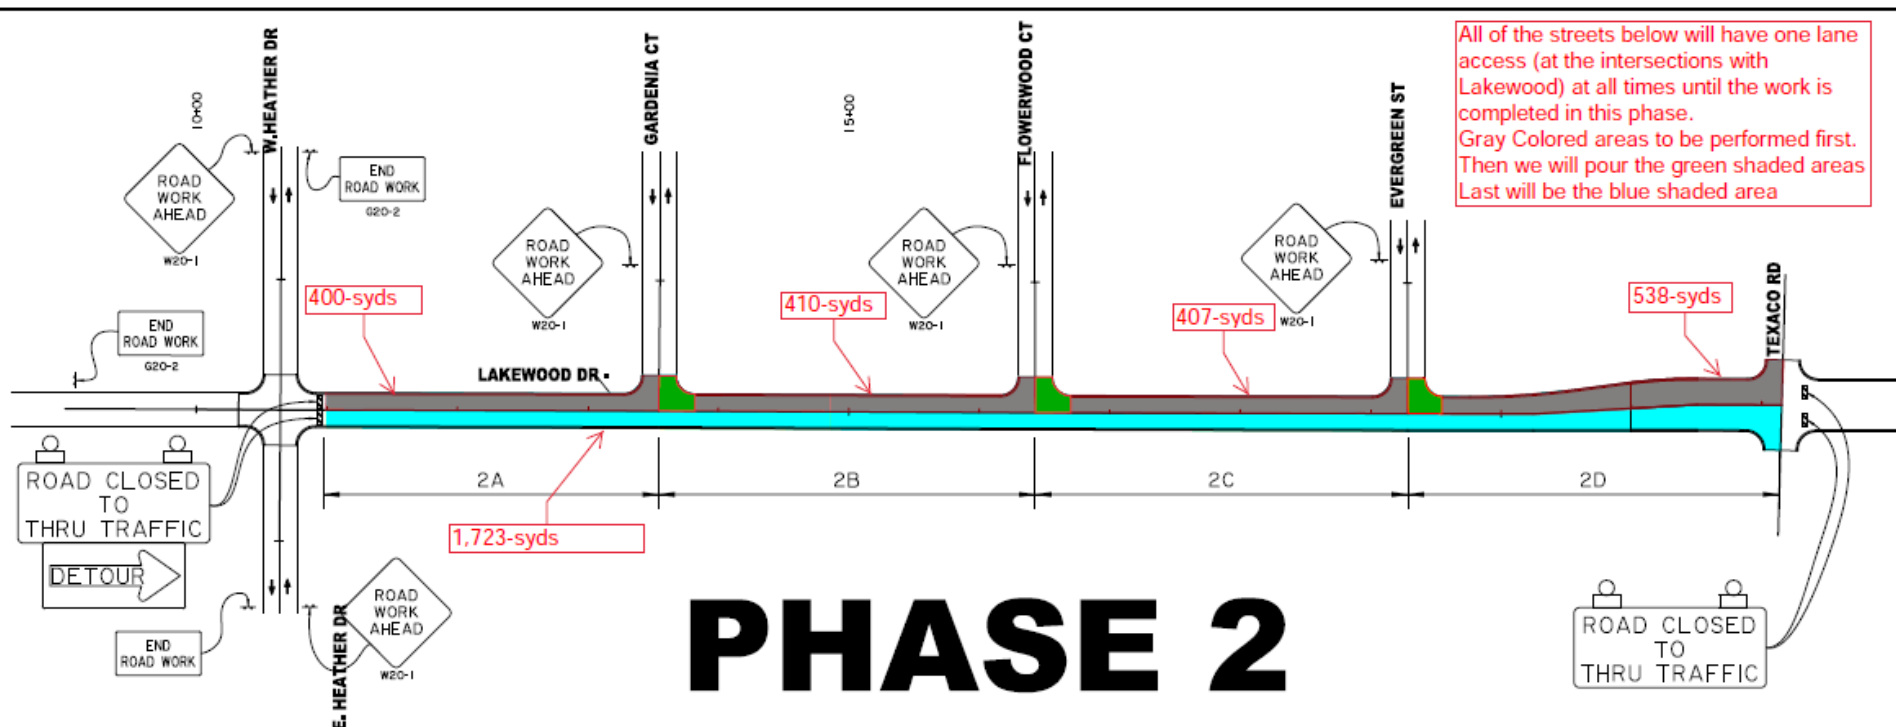 All of the streets below will have one lane
access (at the intersections with
Lakewood) at all times until the work is
completed in this phase.
Gray Colored areas to be performed first.
Then we will pour the green shaded areas
Last will be the blue shaded area
W.HEATHER DR
GARDENIA CT
FLOWERWOOD CT
EVERGREEN ST
TEXACO RD
10+00
15+00
ROAD
WORK
AHEAD
W20-1
END
ROAD WORK
G20-2
ROAD
WORK
AHEAD
W20-1
ROAD
WORK
AHEAD
W20-1
ROAD
WORK
AHEAD
W20-1
400-syds
410-syds
407-syds
538-syds
END
ROAD WORK
G20-2
LAKEWOOD DR.
2A
2B
2C
2D
ROAD CLOSED
TO
THRU TRAFFIC
DETOUR
1,723-syds
END
ROAD WORK
E. HEATHER DR
ROAD
WORK
AHEAD
W20-1
PHASE 2
ROAD CLOSED
TO
THRU TRAFFIC